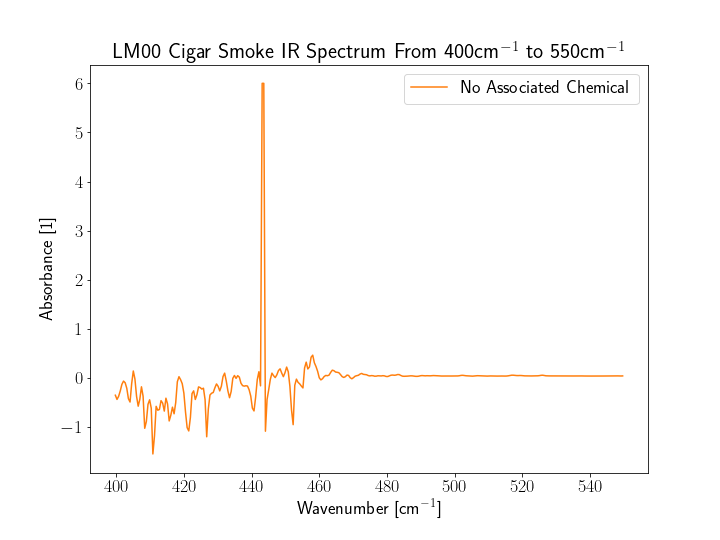 LM00 Cigar Smoke IR Spectrum From 400cm⁻¹ to 550cm⁻¹
No Associated Chemical
Absorbance [1]
6
5
4
3
2
1
0
−1
400 420 440 460 480 500 520 540
Wavenumber [cm⁻¹]